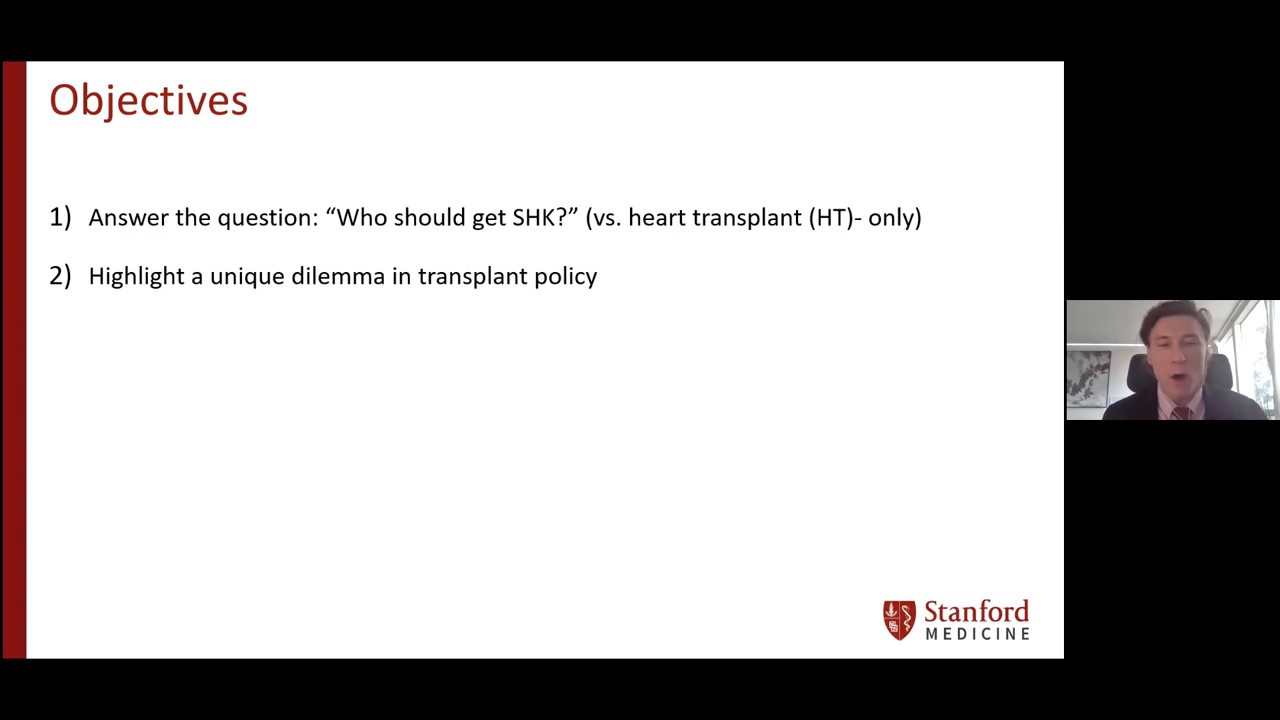 Objectives
1) Answer the question: “Who should get SHK?” (vs. heart transplant (HT)- only)
2) Highlight a unique dilemma in transplant policy
Stanford
MEDICINE